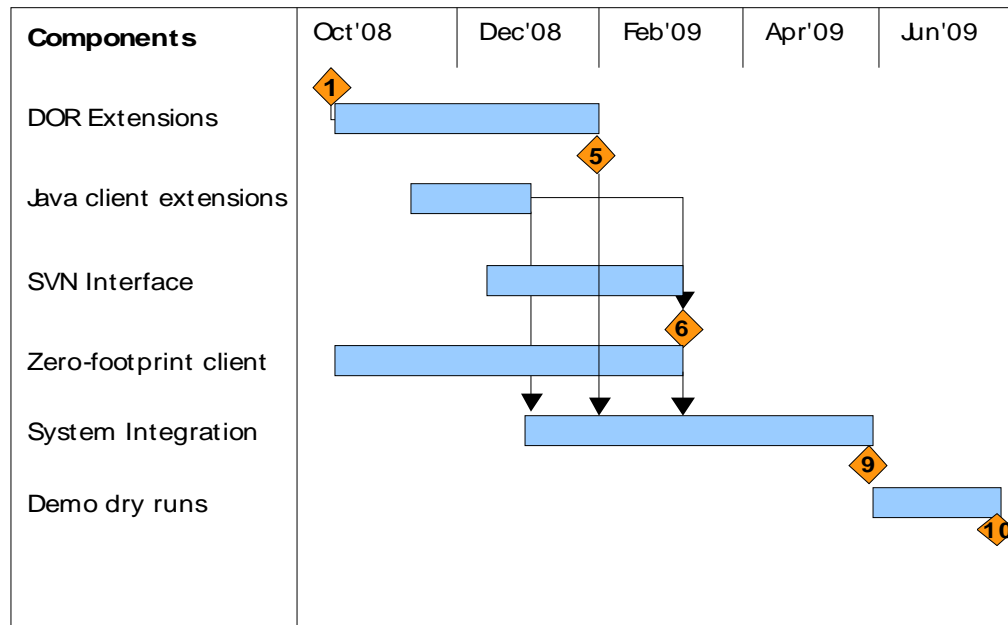 Components Oct'08 Dec'08 Feb'09 Apr'09 Jun'09
1
DOR Extensions
5
Java client extensions
SVN Interface
6
Zero-footprint client
System Integration
9
Demo dry runs
10